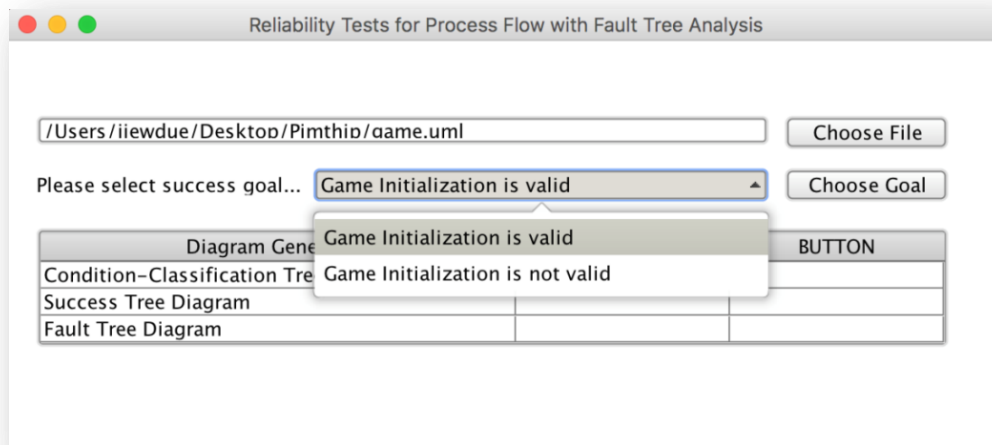 Reliability Tests for Process Flow with Fault Tree Analysis
/Users/jiewdue/Desktop/Pimthip/game.uml
Choose File
Please select success goal...
Game Initialization is valid
Choose Goal
Game Initialization is valid
Game Initialization is not valid
Diagram Gene
BUTTON
Condition-Classification Tre
Success Tree Diagram
Fault Tree Diagram